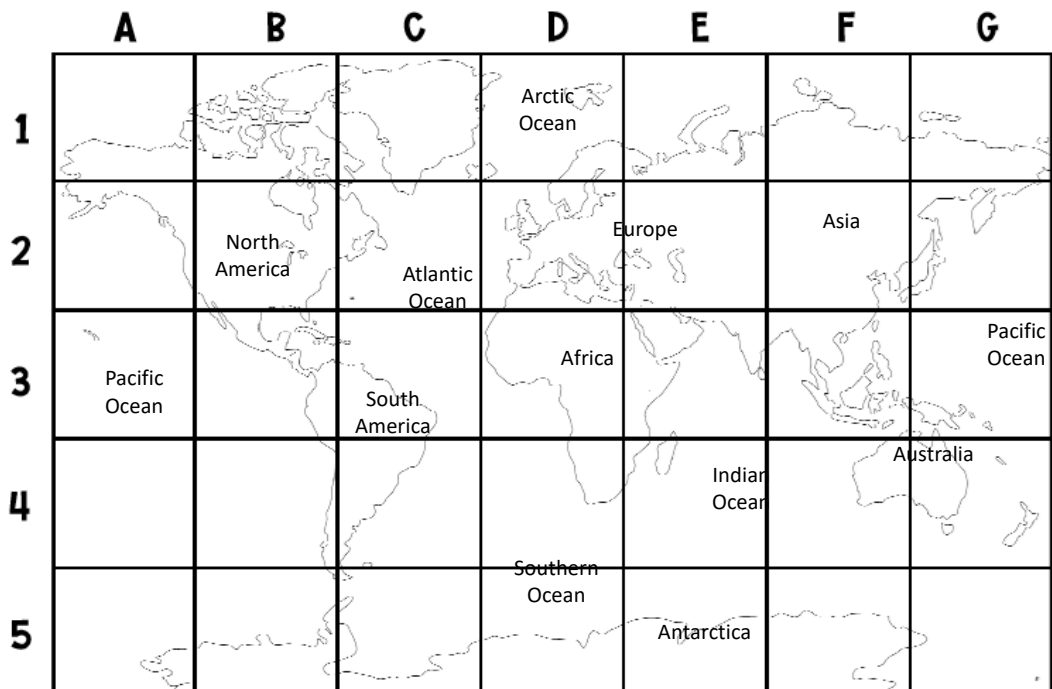 A B C D E F G
1
Arctic
Ocean
2
North
America
Atlantic
Ocean
Europe
Asia
3
Pacific
Ocean
South
America
Africa
Pacific
Ocean
4
Indian
Ocean
Australia
5
Southern
Ocean
Antarctica